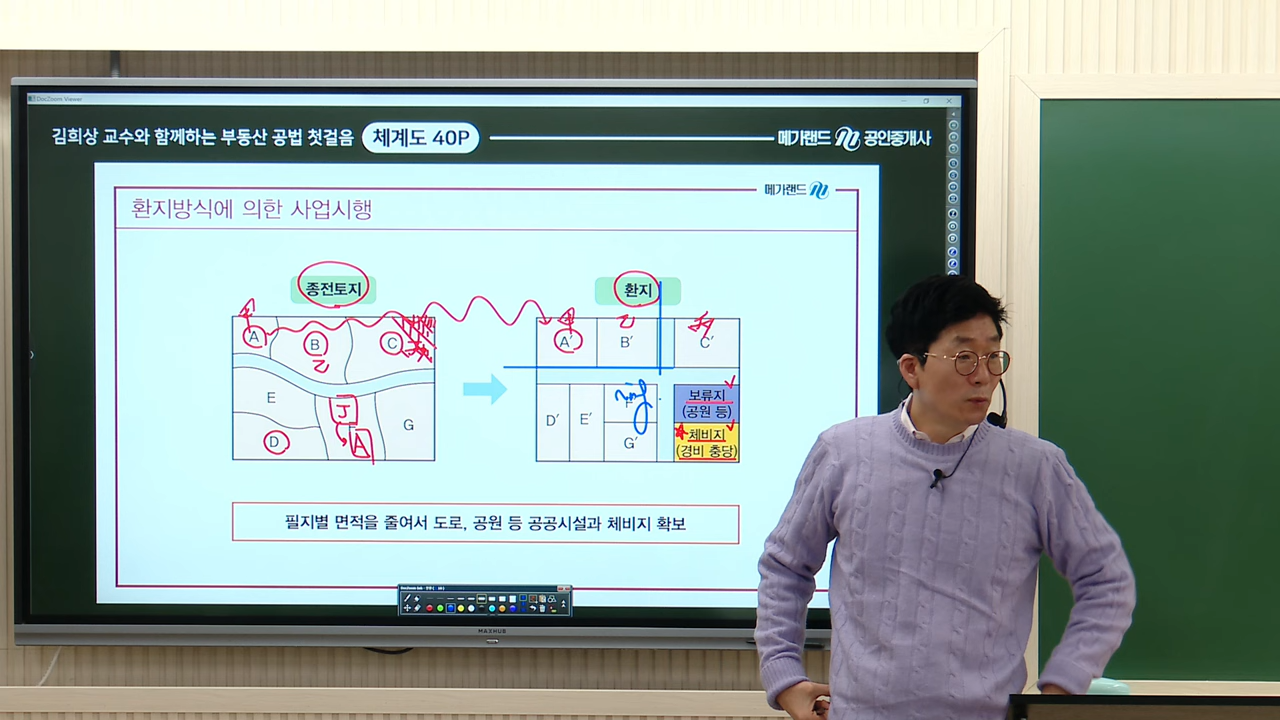 DocZoom Viewer
김희상 교수와 함께하는 부동산 공법 첫걸음 체계도 40P 메가랜드 공인중개사
메가랜드
환지방식에 의한 사업시행
종전토지 환지
A B C A′ B′ C′
E J G D′ E′ F G′
D A
보류지
(공원 등)
체비지
(경비 충당)
필지별 면적을 줄여서 도로, 공원 등 공공시설과 체비지 확보
MAXHUB